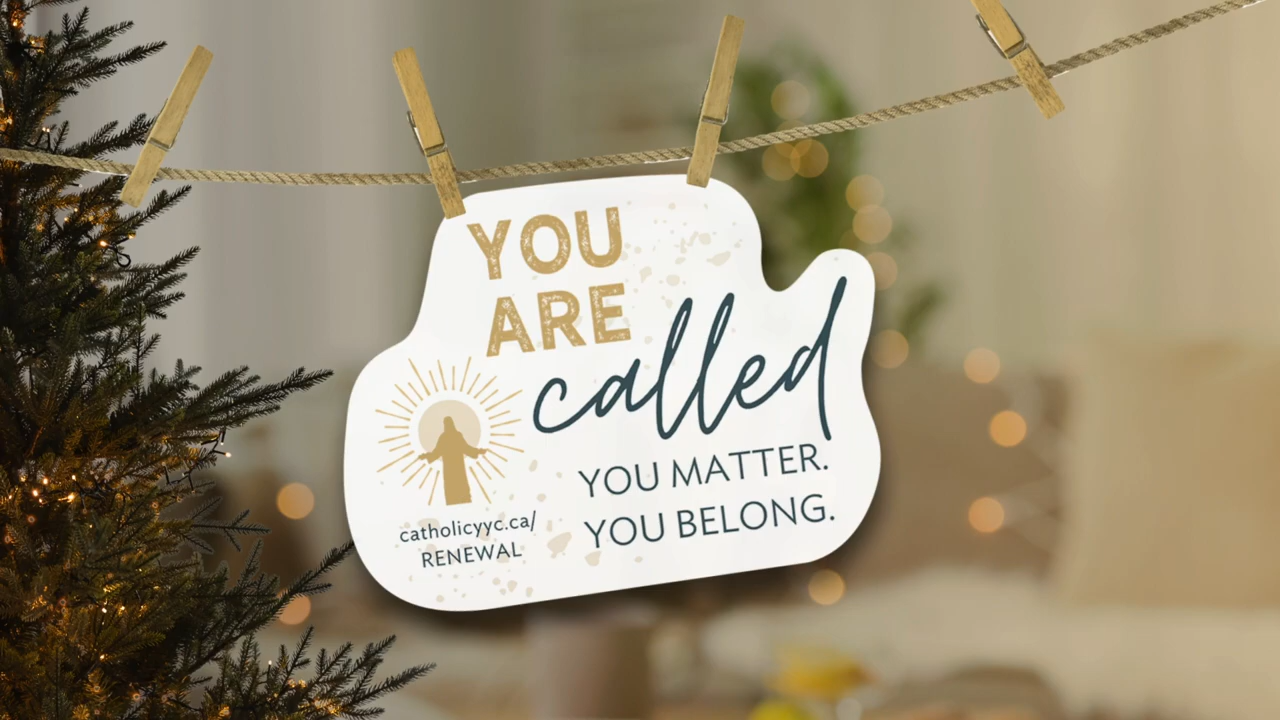 YOU
ARE
called
YOU MATTER.
YOU BELONG.
catholicyyc.ca/
RENEWAL